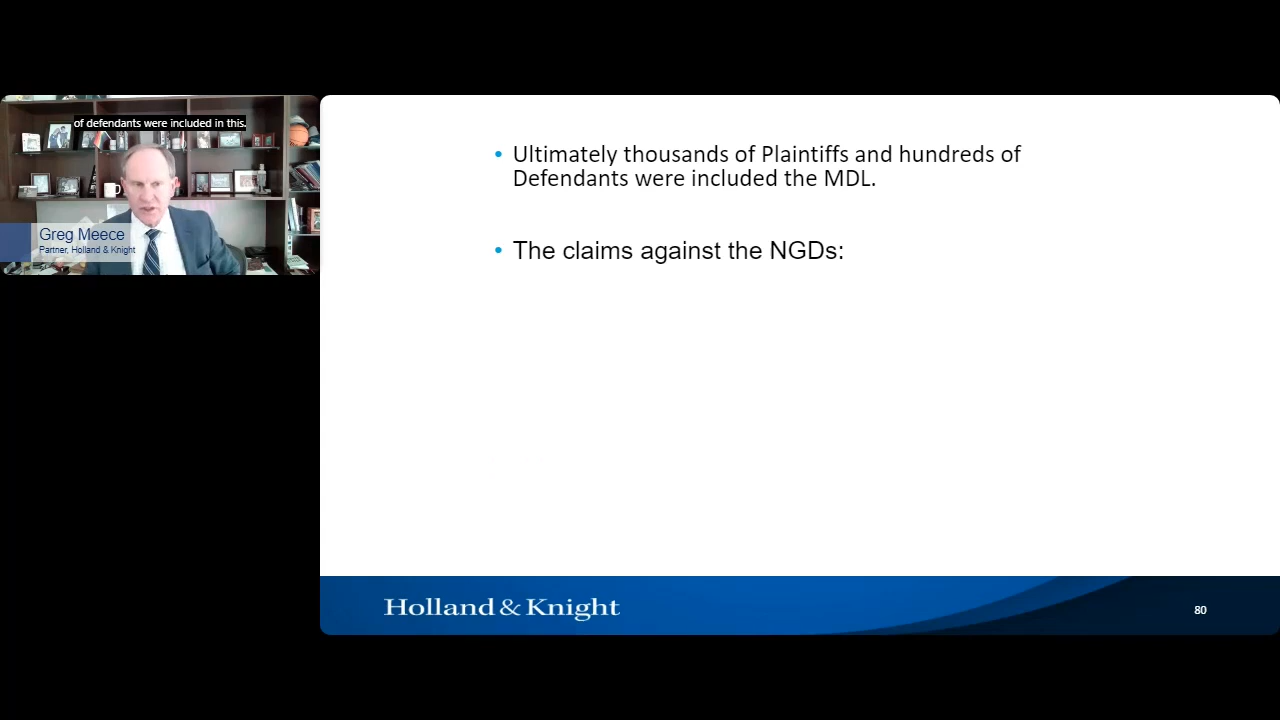 of defendants were included in this.
Greg Meece
Partner, Holland & Knight
• Ultimately thousands of Plaintiffs and hundreds of
Defendants were included the MDL.
• The claims against the NGDs:
Holland & Knight
80